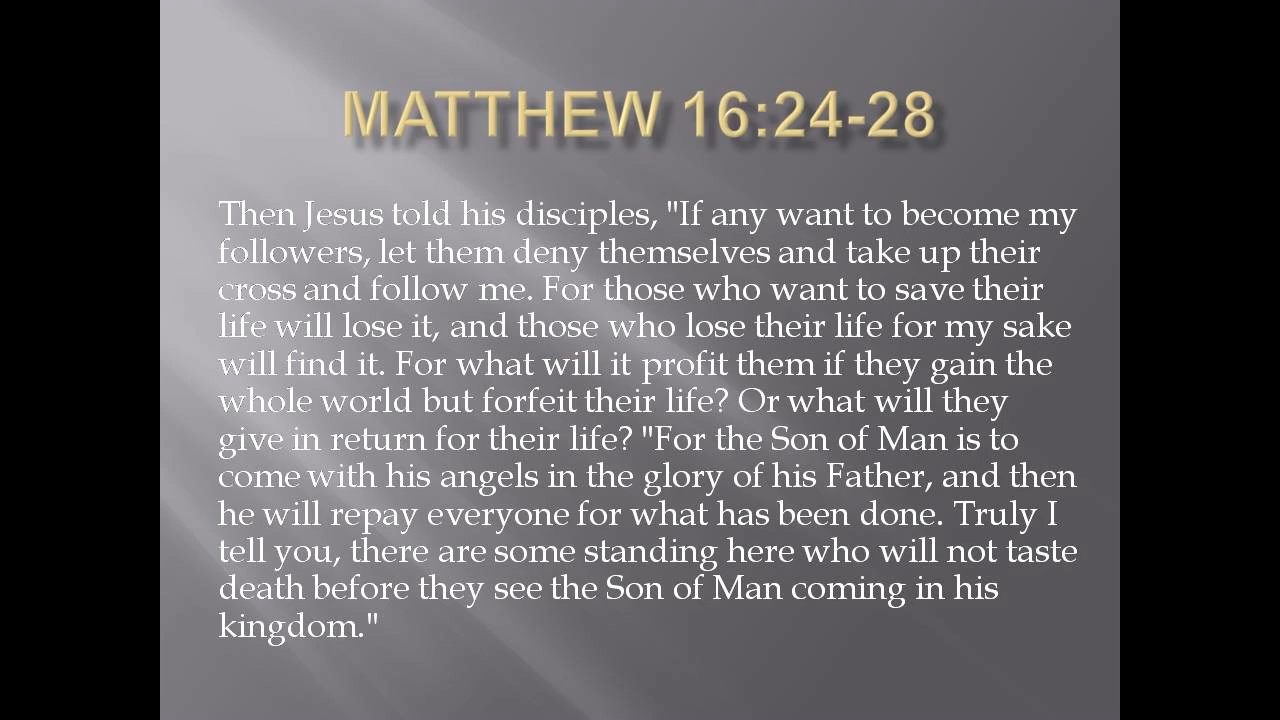 MATTHEW 16:24-28
Then Jesus told his disciples, "If any want to become my
followers, let them deny themselves and take up their
cross and follow me. For those who want to save their
life will lose it, and those who lose their life for my sake
will find it. For what will it profit them if they gain the
whole world but forfeit their life? Or what will they
give in return for their life? "For the Son of Man is to
come with his angels in the glory of his Father, and then
he will repay everyone for what has been done. Truly I
tell you, there are some standing here who will not taste
death before they see the Son of Man coming in his
kingdom."